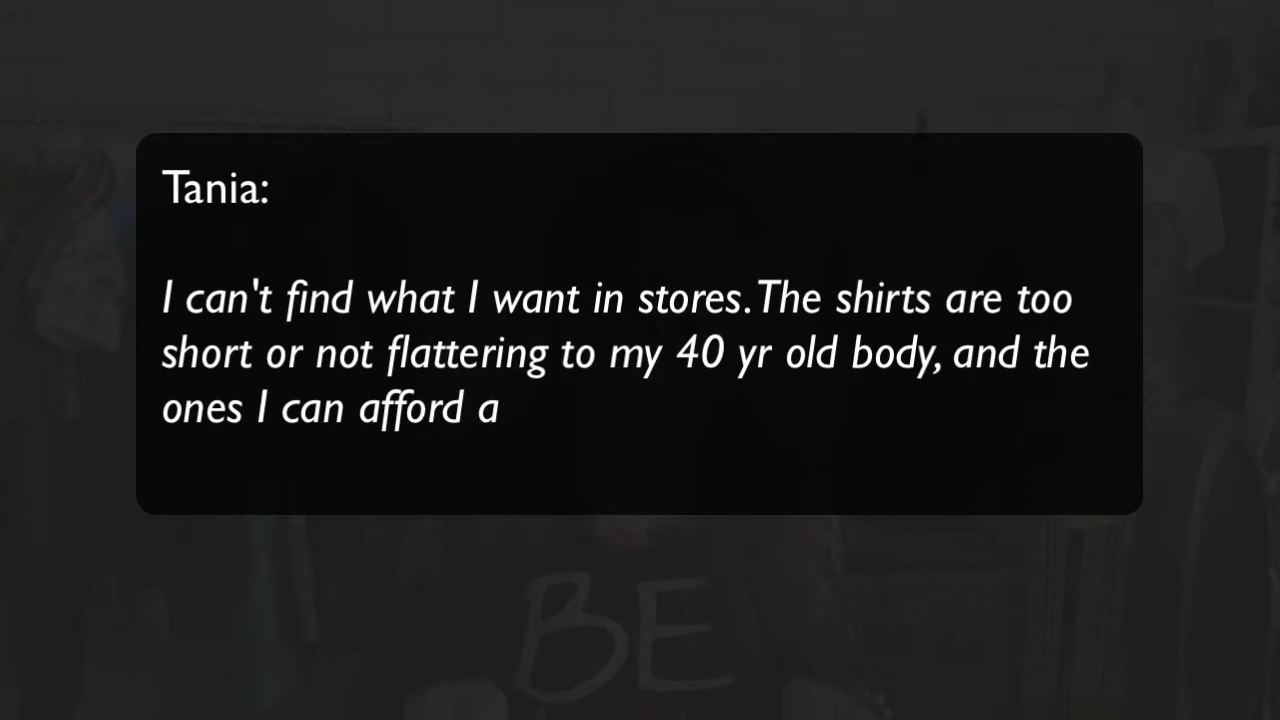 Tania:
I can't find what I want in stores. The shirts are too
short or not flattering to my 40 yr old body, and the
ones I can afford a
BE